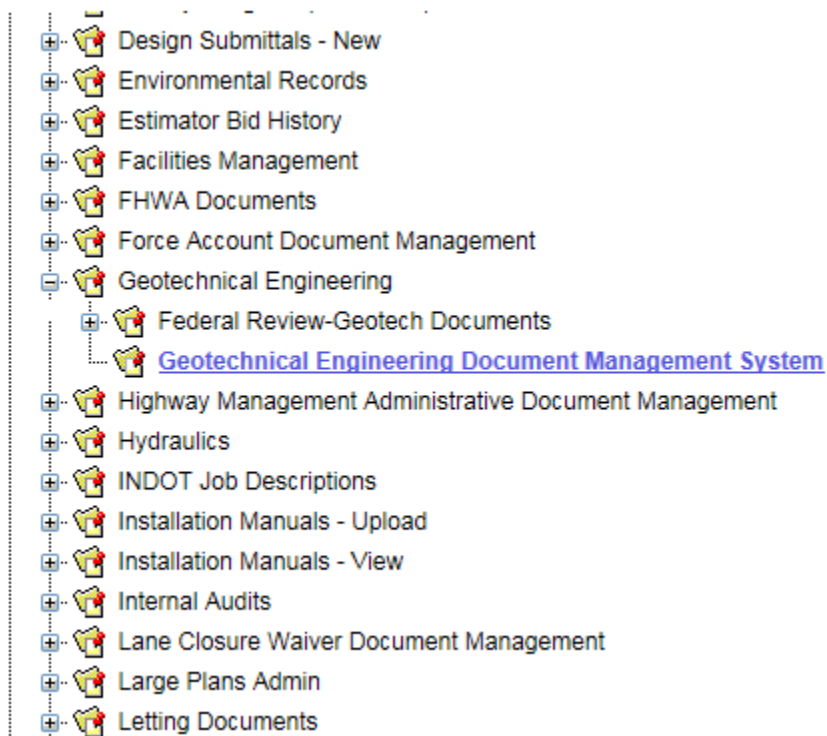 Design Submittals - New
Environmental Records
Estimator Bid History
Facilities Management
FHWA Documents
Force Account Document Management
Geotechnical Engineering
Federal Review-Geotech Documents
Geotechnical Engineering Document Management System
Highway Management Administrative Document Management
Hydraulics
INDOT Job Descriptions
Installation Manuals - Upload
Installation Manuals - View
Internal Audits
Lane Closure Waiver Document Management
Large Plans Admin
Letting Documents